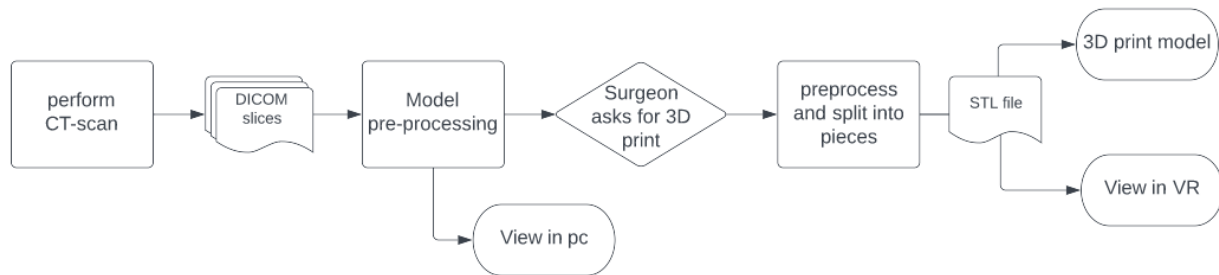 perform
CT-scan
DICOM
slices
Model
pre-processing
View in pc
Surgeon
asks for 3D
print
preprocess
and split into
pieces
STL file
3D print model
View in VR